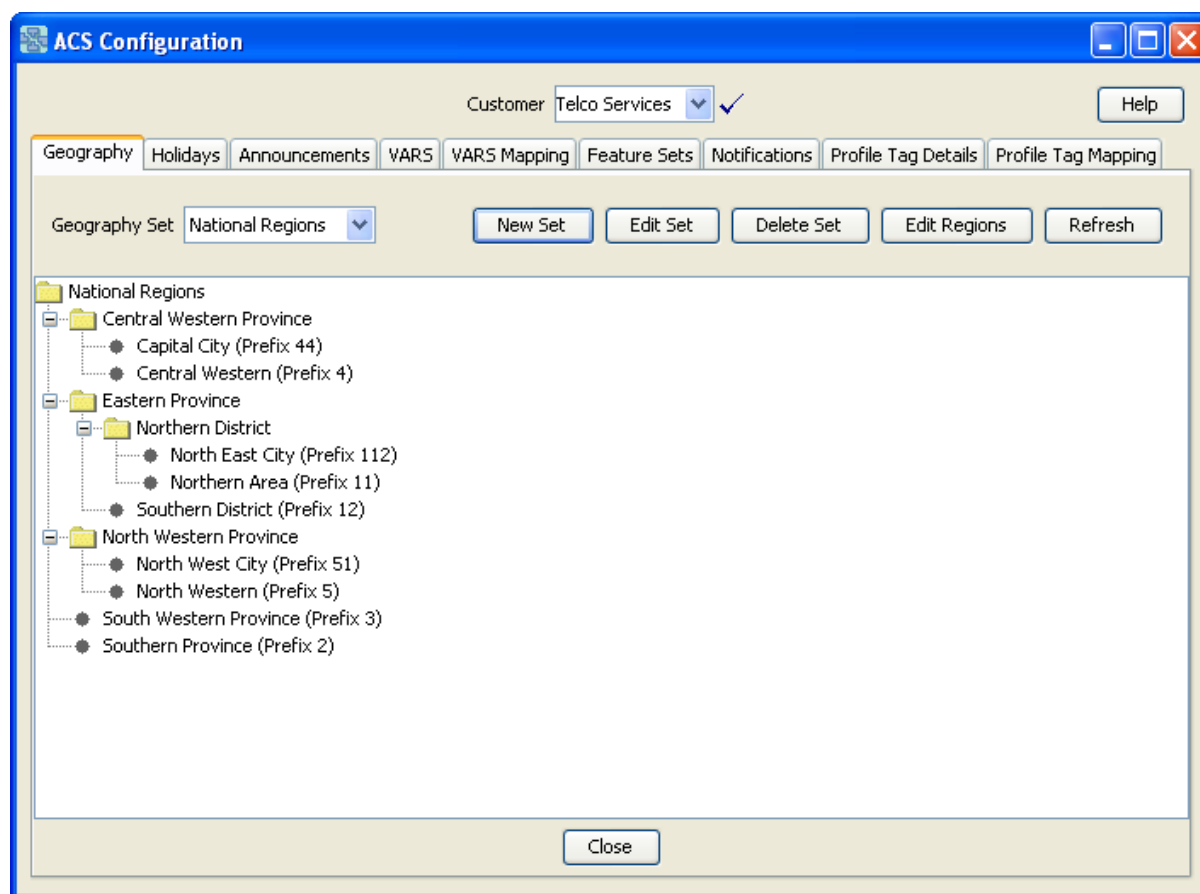 ACS Configuration
Customer Telco Services Help
Geography Holidays Announcements VARS VARS Mapping Feature Sets Notifications Profile Tag Details Profile Tag Mapping
Geography Set National Regions New Set Edit Set Delete Set Edit Regions Refresh
National Regions
Central Western Province
Capital City (Prefix 44)
Central Western (Prefix 4)
Eastern Province
Northern District
North East City (Prefix 112)
Northern Area (Prefix 11)
Southern District (Prefix 12)
North Western Province
North West City (Prefix 51)
North Western (Prefix 5)
South Western Province (Prefix 3)
Southern Province (Prefix 2)
Close